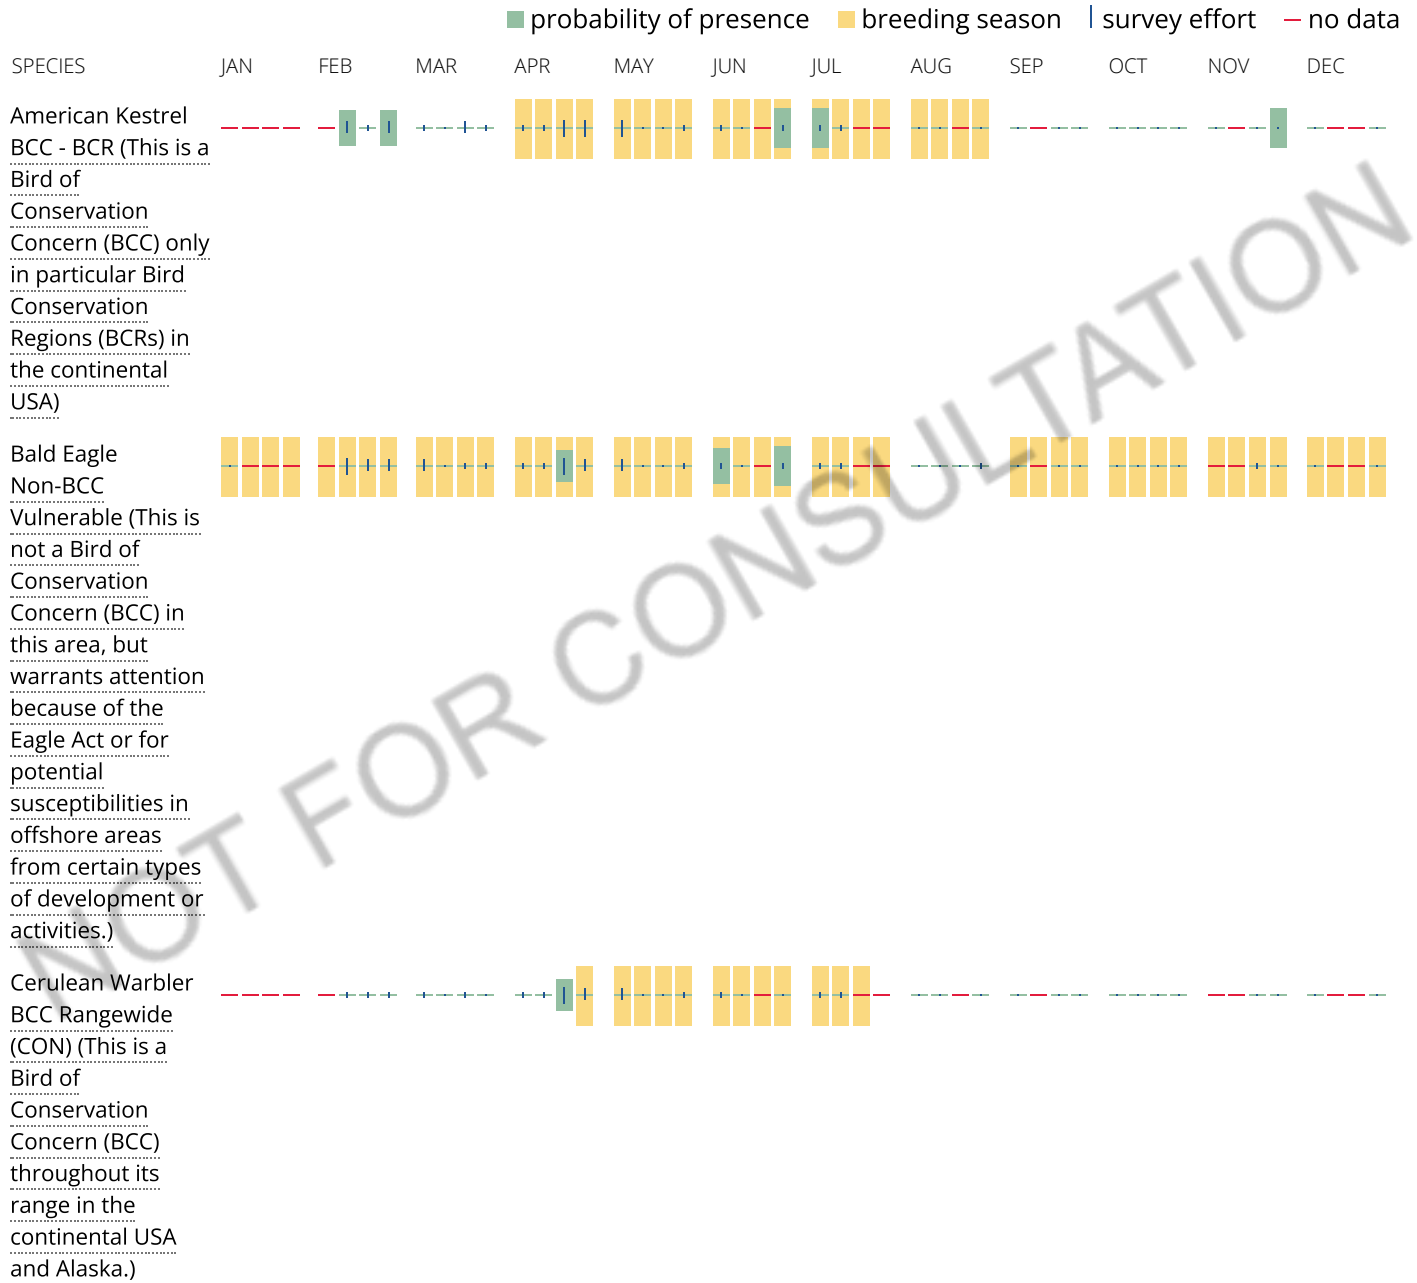 probability of presence breeding season survey effort no data
SPECIES JAN FEB MAR APR MAY JUN JUL AUG SEP OCT NOV DEC
American Kestrel
BCC - BCR (This is a
Bird of
Conservation
Concern (BCC) only
in particular Bird
Conservation
Regions (BCRs) in
the continental
USA)
Bald Eagle
Non-BCC
Vulnerable (This is
not a Bird of
Conservation
Concern (BCC) in
this area, but
warrants attention
because of the
Eagle Act or for
potential
susceptibilities in
offshore areas
from certain types
of development or
activities.)
Cerulean Warbler
BCC Rangewide
(CON) (This is a
Bird of
Conservation
Concern (BCC)
throughout its
range in the
continental USA
and Alaska.)
NOT FOR CONSULTATION